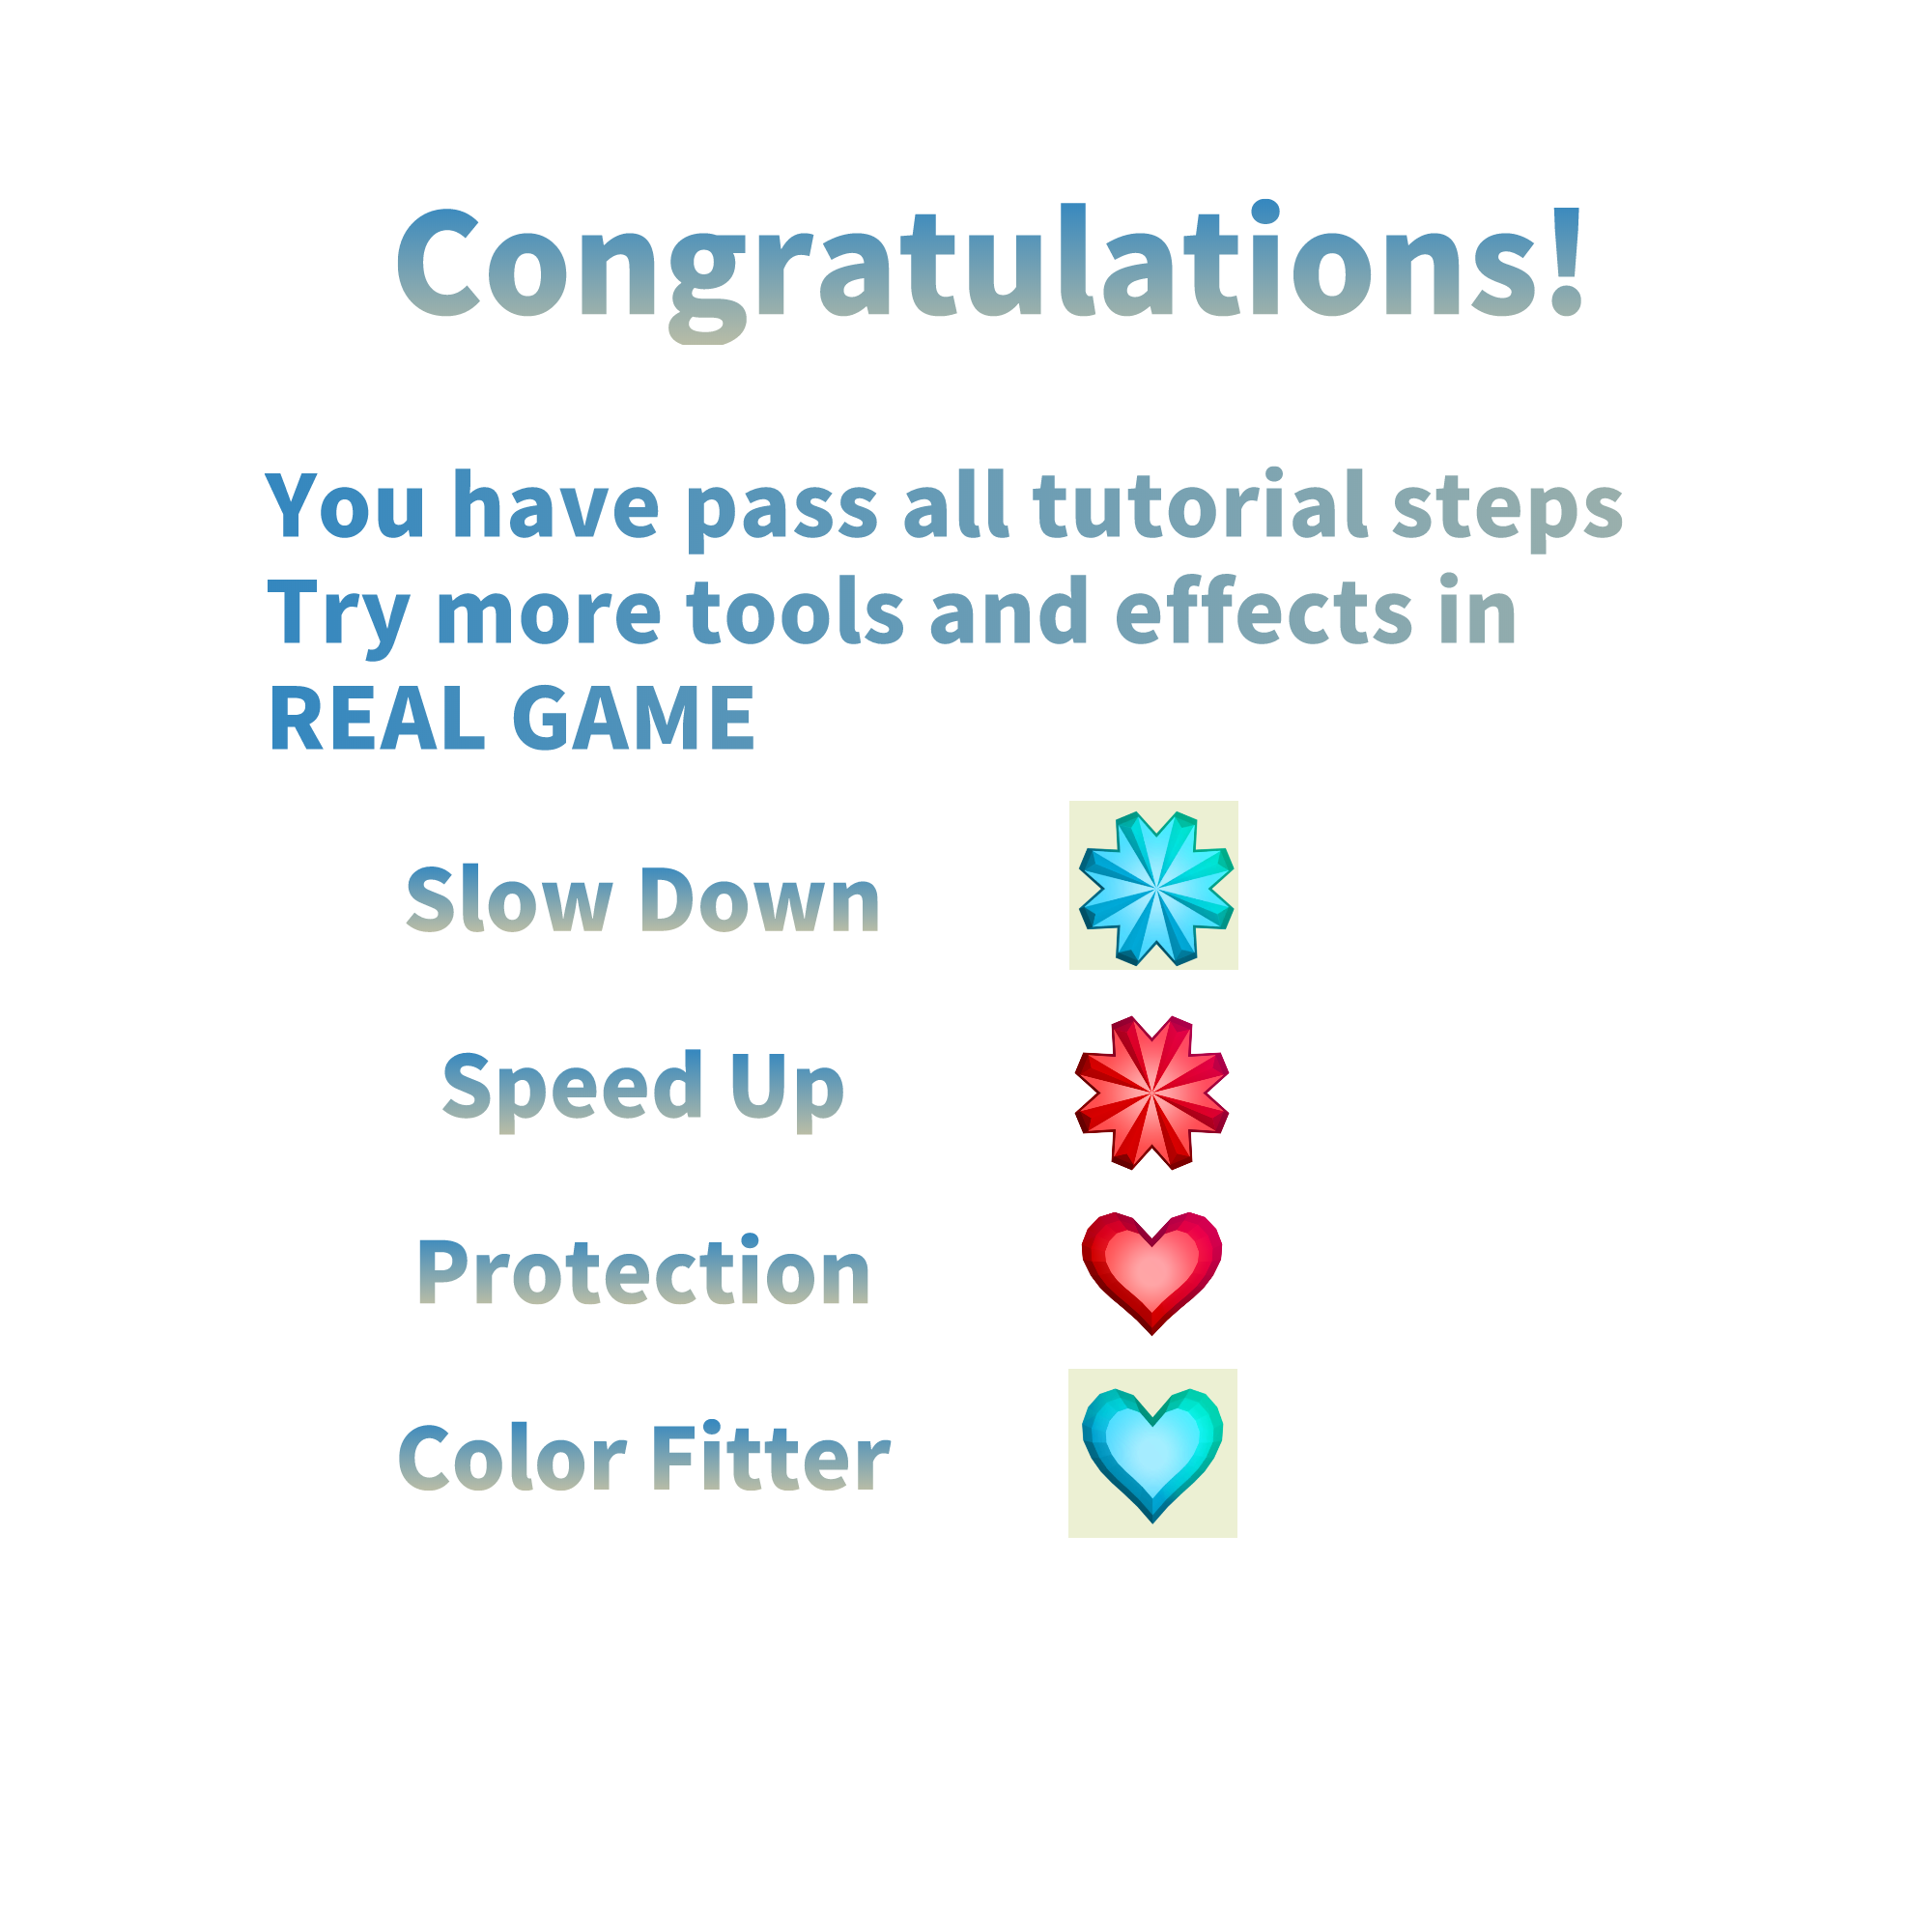 Congratulations!
You have pass all tutorial steps
Try more tools and effects in
REAL GAME
Slow Down
Speed Up
Protection
Color Fitter